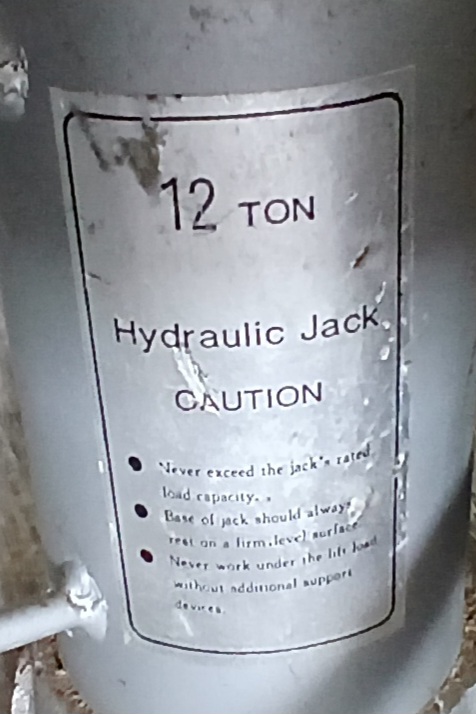 12 TON
Hydraulic Jack
CAUTION
● Never exceed the jack's rated
load capacity.
● Base of jack should always
rest on a firm,level surface
● Never work under the lift load
without additional support
devices.